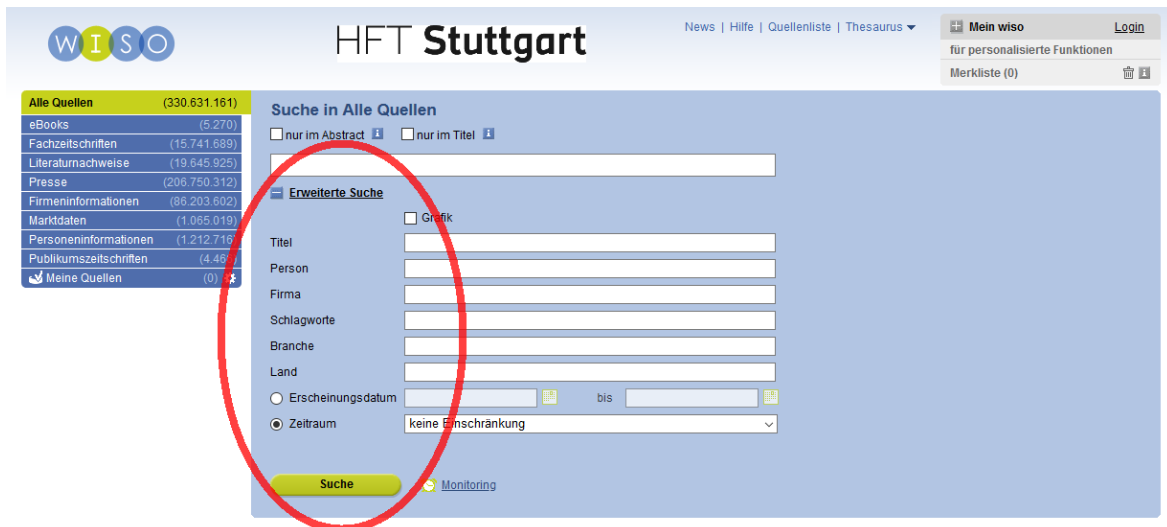 WISO
HFT Stuttgart
News | Hilfe | Quellenliste | Thesaurus
Mein wiso Login
für personalisierte Funktionen
Merkliste (0)
Alle Quellen (330.631.161)
eBooks (5.270)
Fachzeitschriften (15.741.689)
Literaturnachweise (19.645.925)
Presse (206.750.312)
Firmeninformationen (86.203.602)
Marktdaten (1.065.019)
Personeninformationen (1.212.716)
Publikumszeitschriften
Meine Quellen (0)
Suche in Alle Quellen
nur im Abstract nur im Titel
Erweiterte Suche
Grafik
Titel
Person
Firma
Schlagworte
Branche
Land
Erscheinungsdatum bis
Zeitraum keine Einschränkung
Suche Monitoring